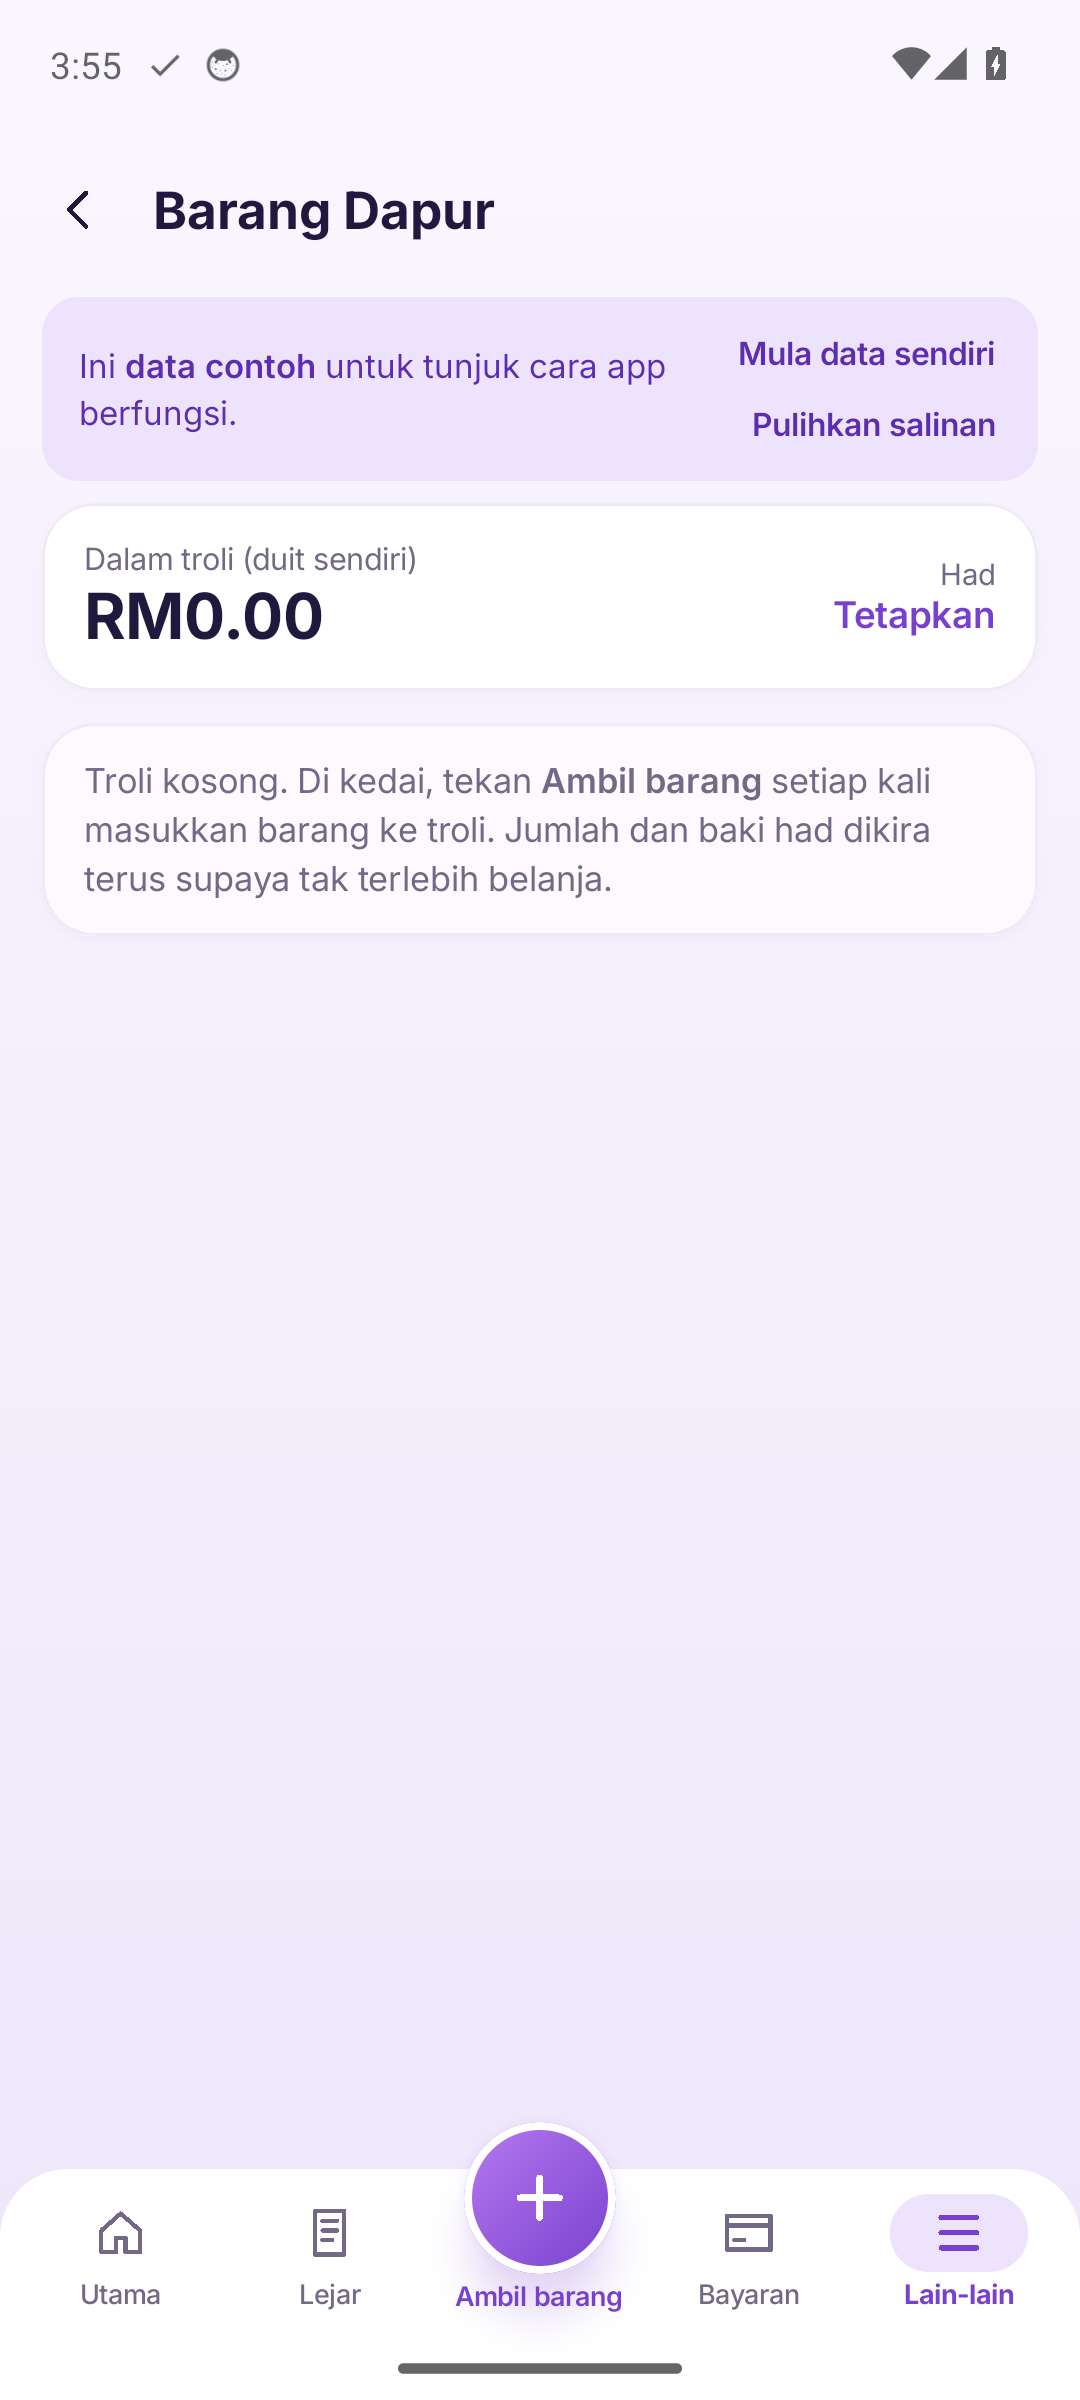 3:55
Barang Dapur
Ini data contoh untuk tunjuk cara app
berfungsi.
Mula data sendiri
Pulihkan salinan
Dalam troli (duit sendiri)
RM0.00
Had
Tetapkan
Troli kosong. Di kedai, tekan Ambil barang setiap kali
masukkan barang ke troli. Jumlah dan baki had dikira
terus supaya tak terlebih belanja.
Utama
Lejar
Ambil barang
Bayaran
Lain-lain